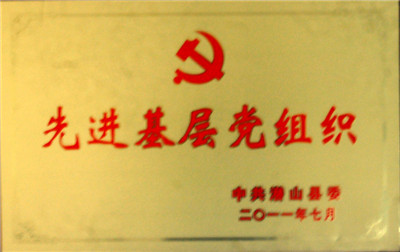 先进基层党组织
中共潜山县委
二〇一一年七月